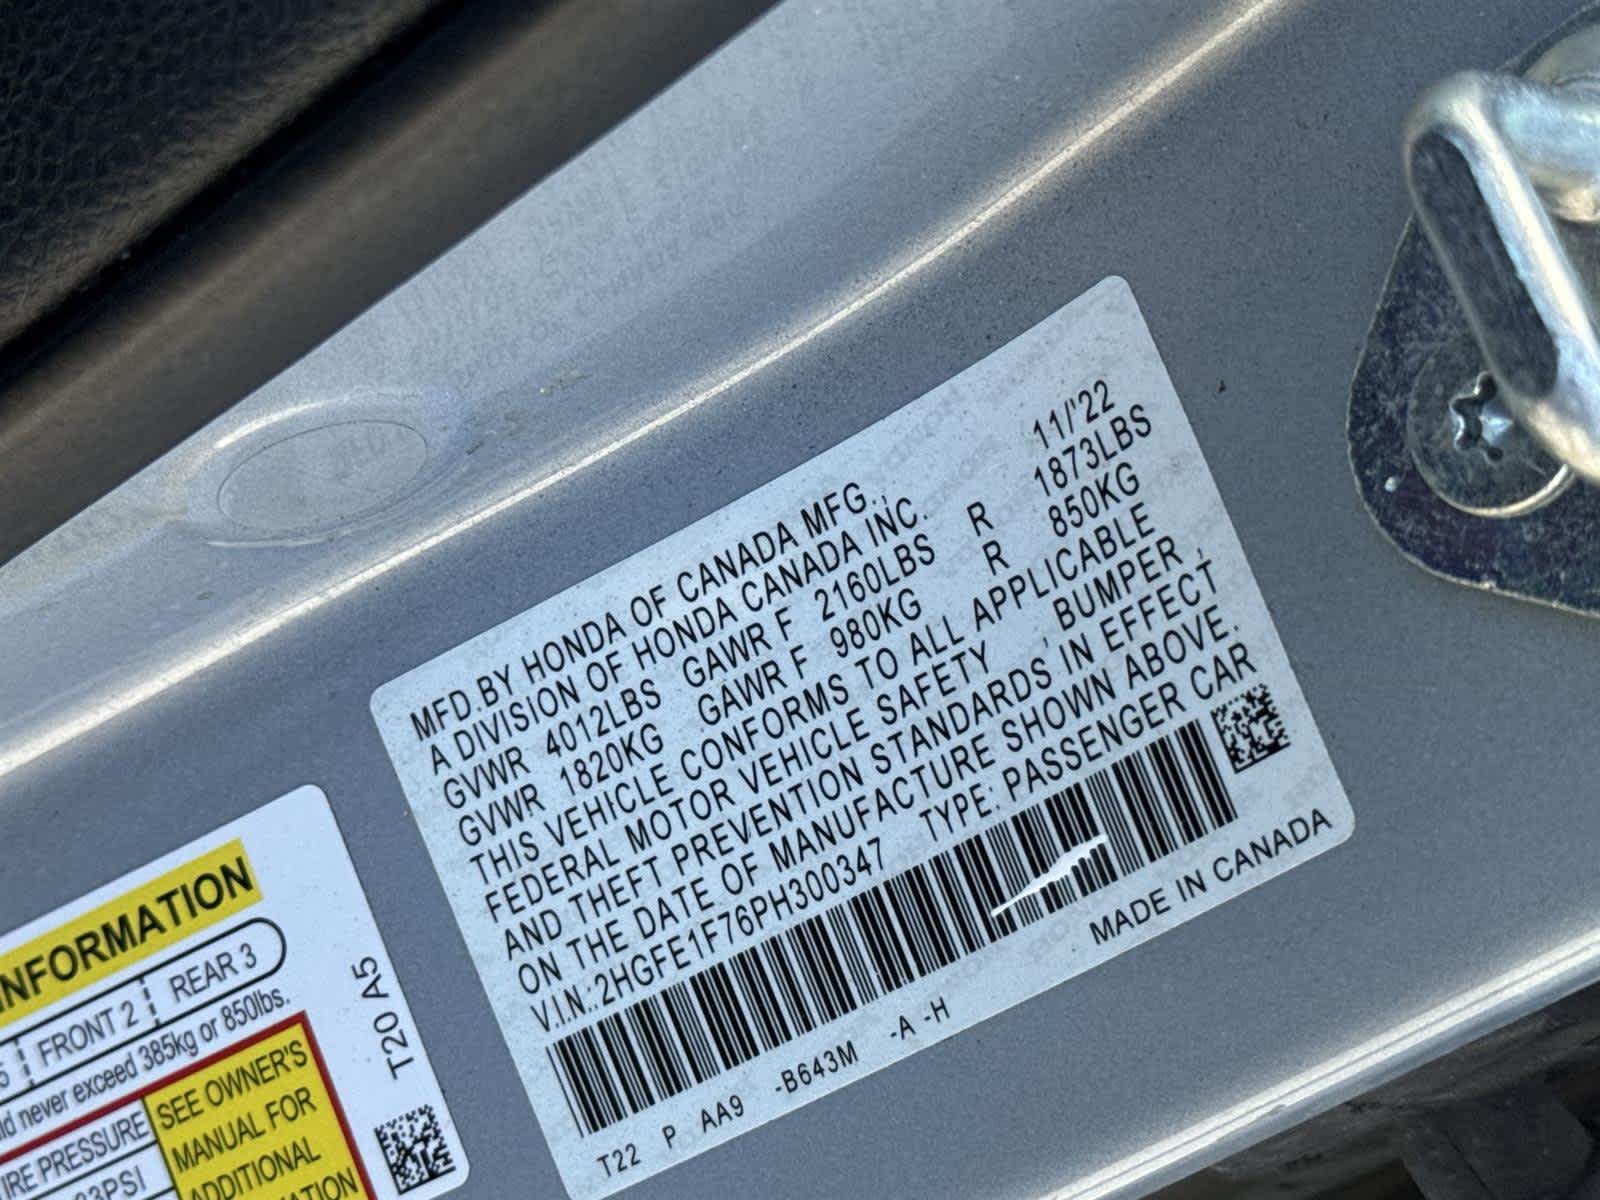 MFD.BY HONDA OF CANADA MFG.,
A DIVISION OF HONDA CANADA INC. 11/'22
GVWR 4012LBS GAWR F 2160LBS R 1873LBS
GVWR 1820KG GAWR F 980KG R 850KG
THIS VEHICLE CONFORMS TO ALL APPLICABLE
FEDERAL MOTOR VEHICLE SAFETY , BUMPER ,
AND THEFT PREVENTION STANDARDS IN EFFECT
ON THE DATE OF MANUFACTURE SHOWN ABOVE.
V.I.N.:2HGFE1F76PH300347 TYPE: PASSENGER CAR
MADE IN CANADA
T22 P AA9 -B643M -A -H
INFORMATION
5 FRONT 2 REAR 3
never exceed 385kg or 850lbs.
PRESSURE
SEE OWNER'S
MANUAL FOR
ADDITIONAL
T20 A5